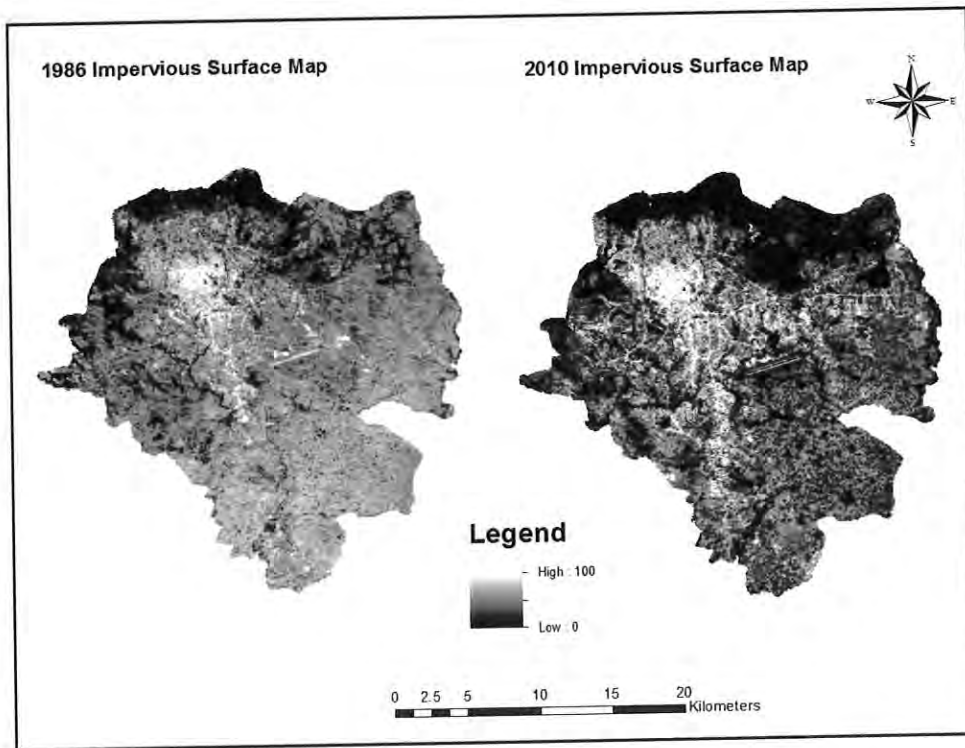 1986 Impervious Surface Map
2010 Impervious Surface Map
N
W E
S
Legend
High : 100
Low : 0
0 2.5 5 10 15 20
Kilometers